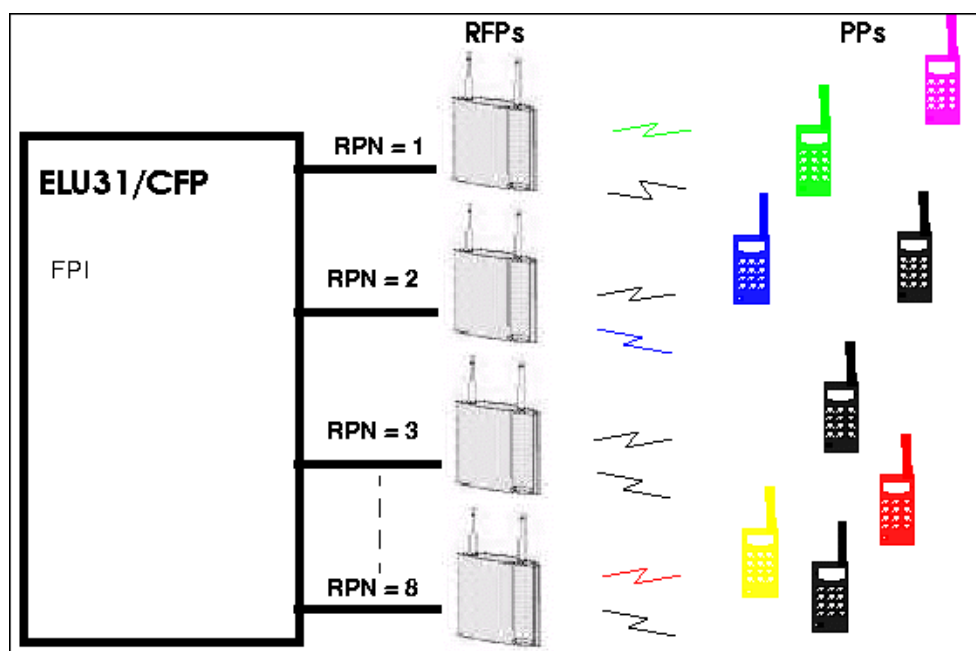 RFPs
PPs
RPN = 1
ELU31/CFP
FPI
RPN = 2
RPN = 3
RPN = 8